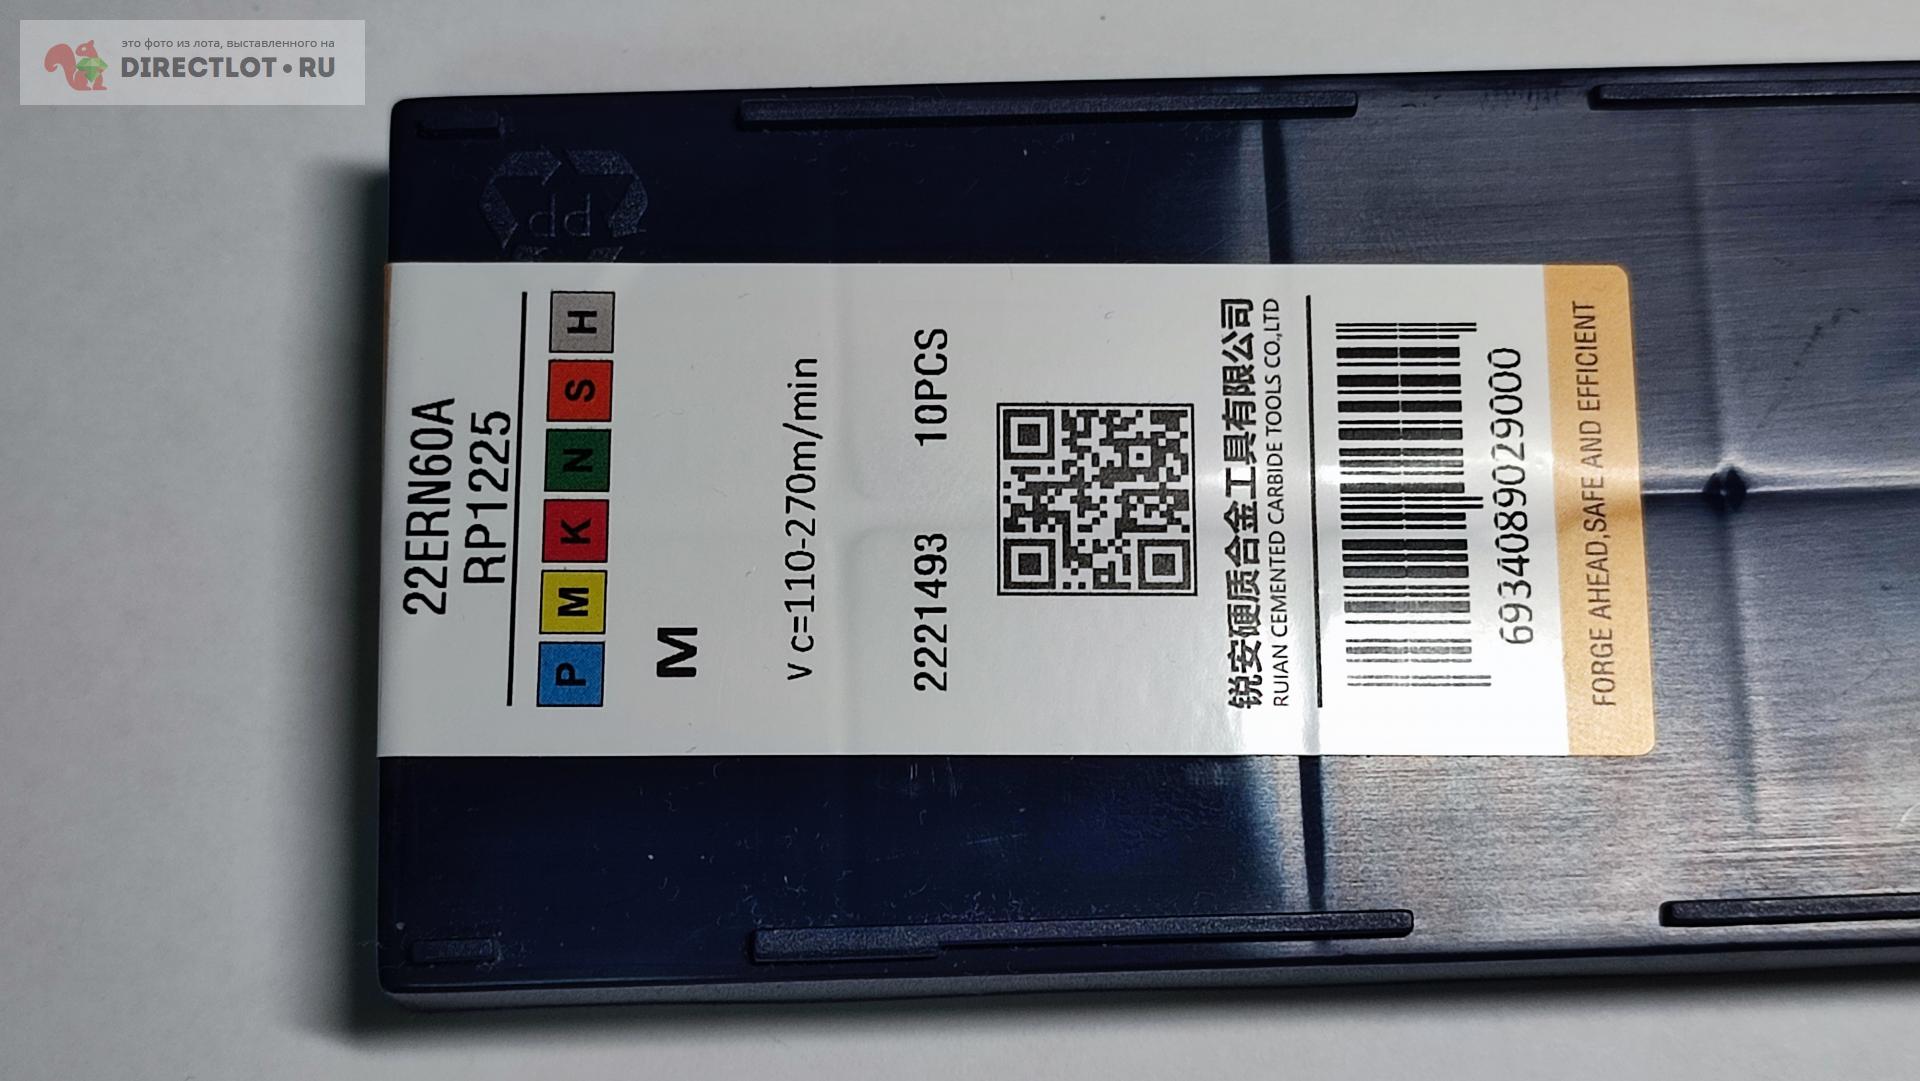 это фото из лота, выставленного на
DIRECTLOT•RU
PP
22ERN60A
RP1225
P M K N S H
M
Vc=110-270m/min
2221493 10PCS
锐安硬质合金工具有限公司
RUIAN CEMENTED CARBIDE TOOLS CO.,LTD
6934089029000
FORGE AHEAD,SAFE AND EFFICIENT